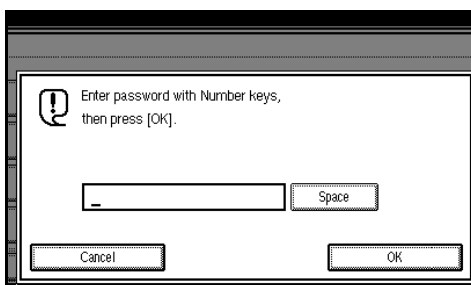 Enter password with Number keys,
then press [OK].
_
Space
Cancel
OK